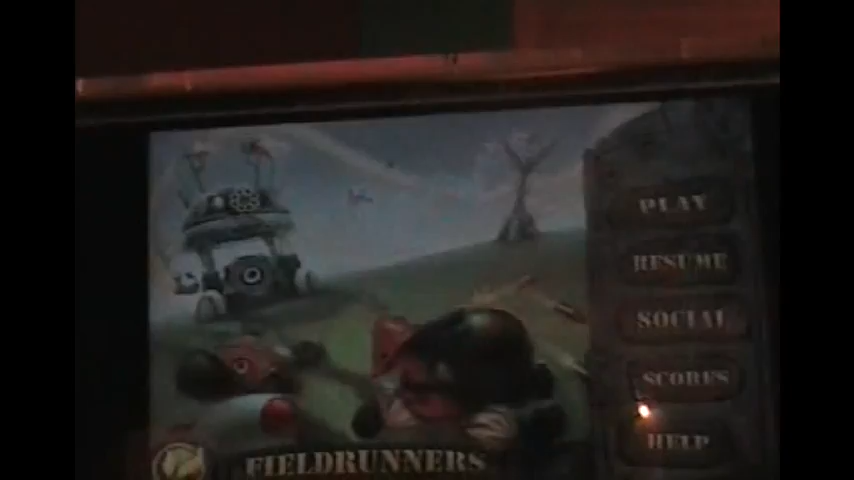 PLAY
RESUME
SOCIAL
SCORES
HELP
FIELDRUNNERS